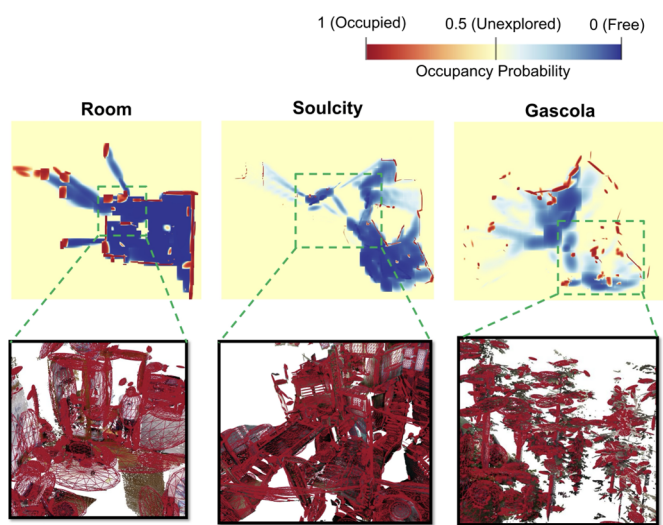 1 (Occupied) 0.5 (Unexplored) 0 (Free)
Occupancy Probability
Room Soulcity Gascola